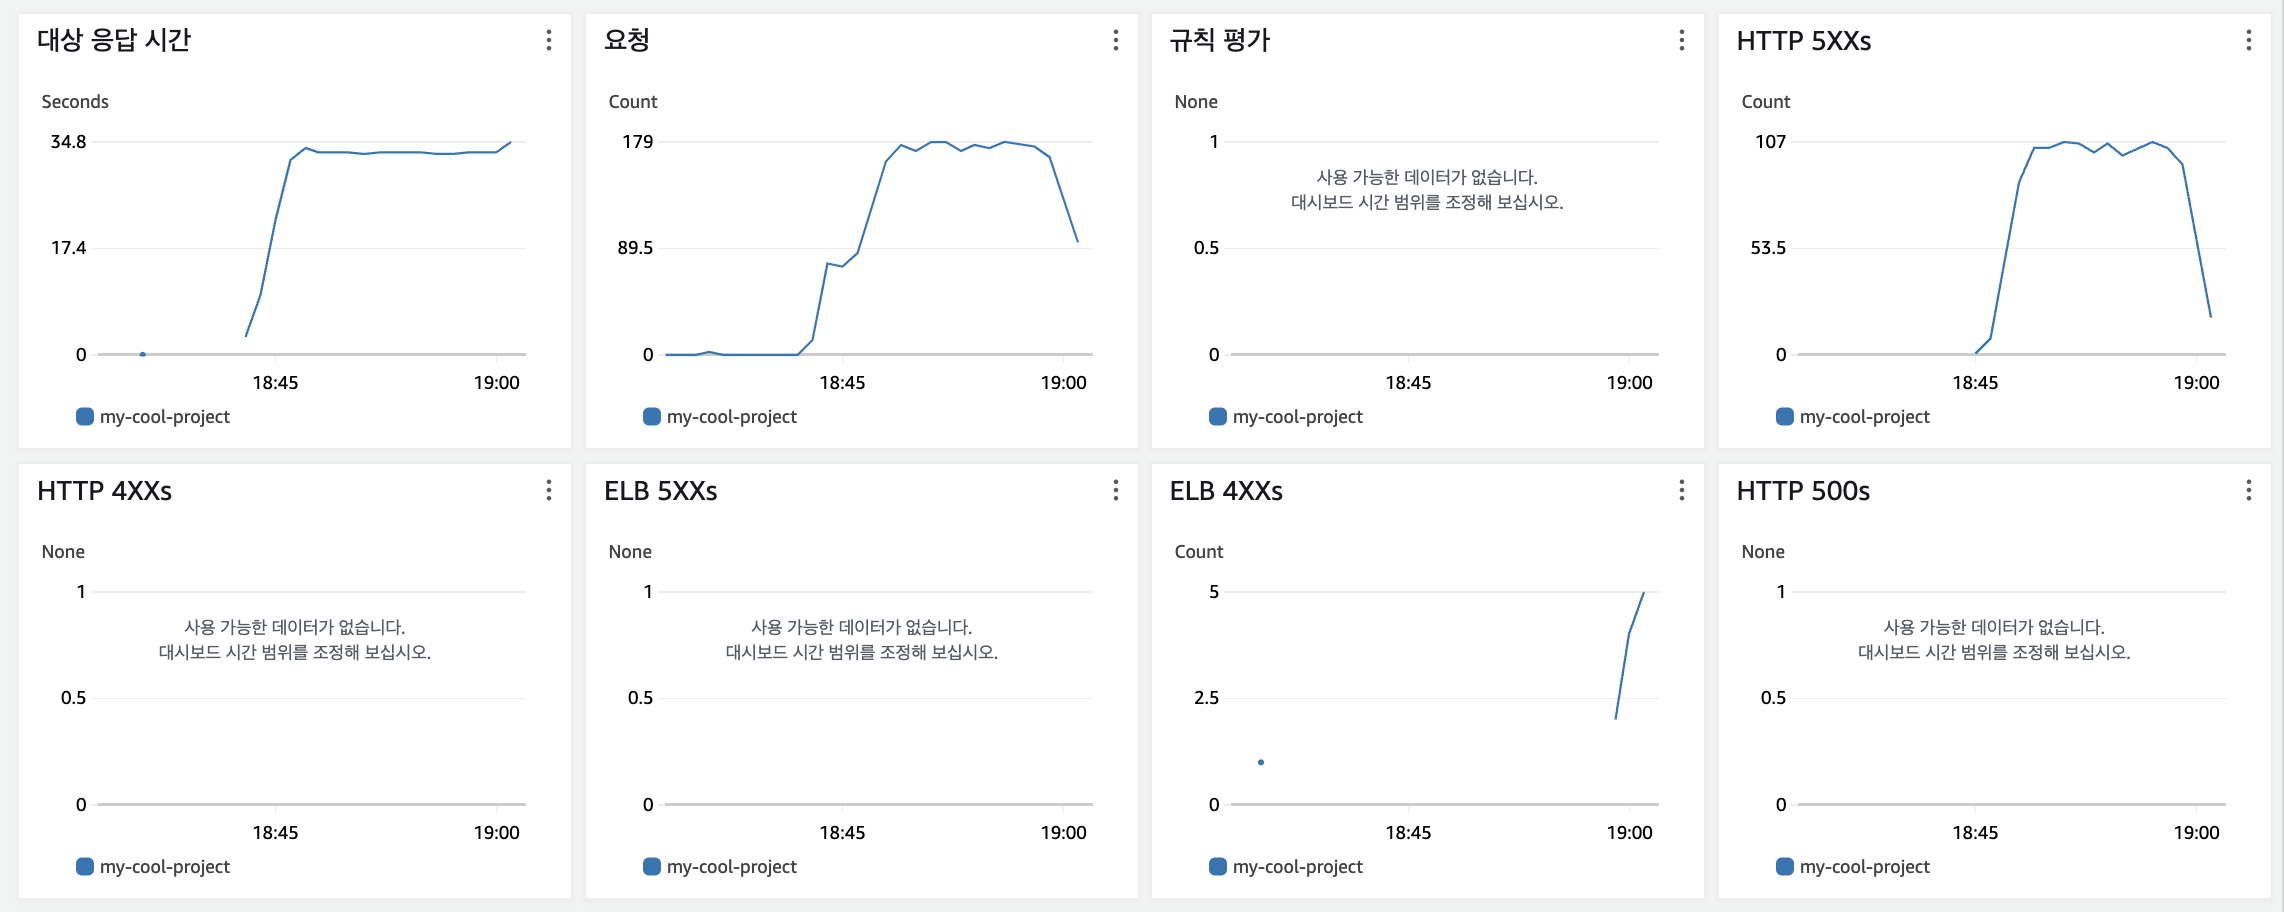 대상 응답 시간
Seconds
34.8
17.4
0
18:45
19:00
my-cool-project
요청
Count
179
89.5
0
18:45
19:00
my-cool-project
규칙 평가
None
1
사용 가능한 데이터가 없습니다.
대시보드 시간 범위를 조정해 보십시오.
0.5
0
18:45
19:00
my-cool-project
HTTP 5XXs
Count
107
53.5
0
18:45
19:00
my-cool-project
HTTP 4XXs
None
1
사용 가능한 데이터가 없습니다.
대시보드 시간 범위를 조정해 보십시오.
0.5
0
18:45
19:00
my-cool-project
ELB 5XXs
None
1
사용 가능한 데이터가 없습니다.
대시보드 시간 범위를 조정해 보십시오.
0.5
0
18:45
19:00
my-cool-project
ELB 4XXs
Count
5
2.5
0
18:45
19:00
my-cool-project
HTTP 500s
None
1
사용 가능한 데이터가 없습니다.
대시보드 시간 범위를 조정해 보십시오.
0.5
0
18:45
19:00
my-cool-project